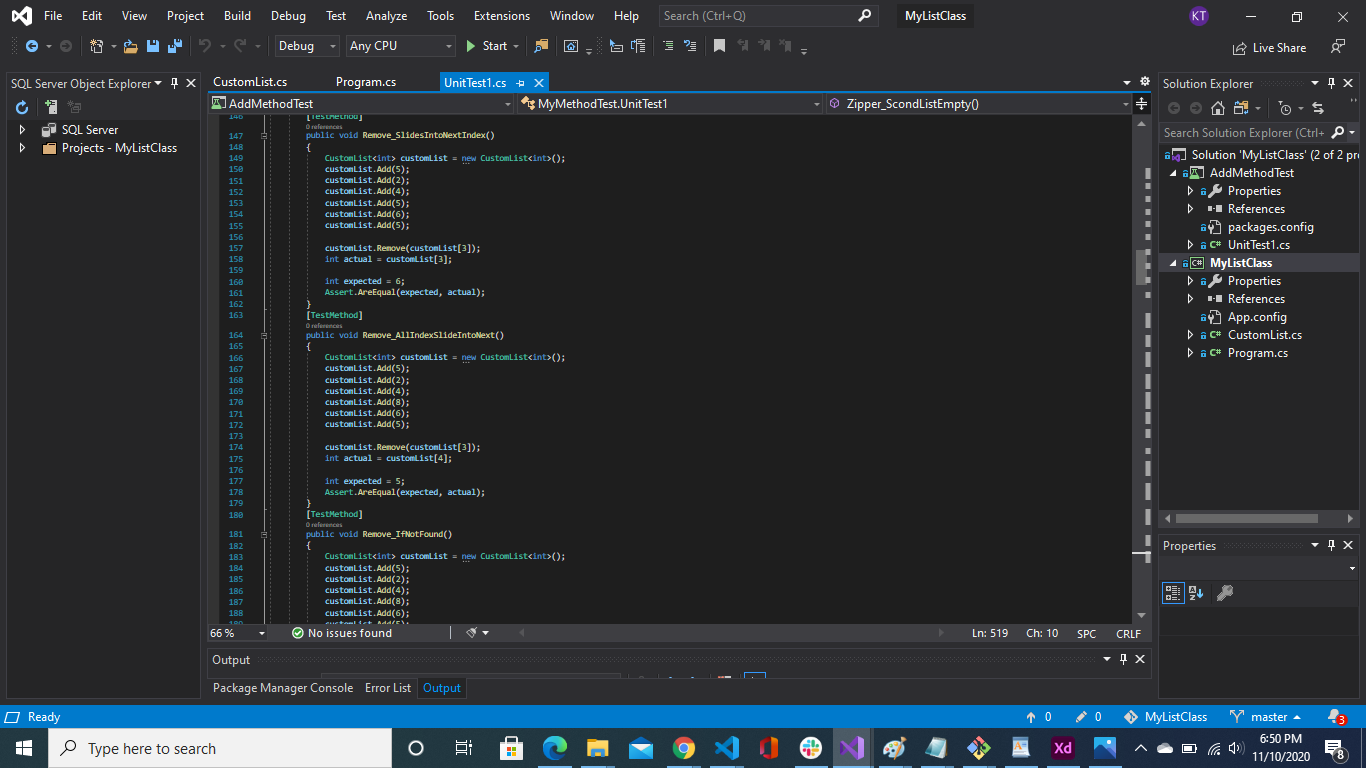 File Edit View Project Build Debug Test Analyze Tools Extensions Window Help Search (Ctrl+Q) MyListClass KT
Debug Any CPU Start Live Share
SQL Server Object Explorer
SQL Server
Projects - MyListClass
CustomList.cs Program.cs UnitTest1.cs
AddMethodTest MyMethodTest.UnitTest1 Zipper_ScondListEmpty()
146 [TestMethod]
0 references
147 public void Remove_SlidesIntoNextIndex()
148 {
149 CustomList<int> customList = new CustomList<int>();
150 customList.Add(5);
151 customList.Add(2);
152 customList.Add(4);
153 customList.Add(5);
154 customList.Add(6);
155 customList.Add(5);
156
157 customList.Remove(customList[3]);
158 int actual = customList[3];
159
160 int expected = 6;
161 Assert.AreEqual(expected, actual);
162 }
163 [TestMethod]
0 references
164 public void Remove_AllIndexSlideIntoNext()
165 {
166 CustomList<int> customList = new CustomList<int>();
167 customList.Add(5);
168 customList.Add(2);
169 customList.Add(4);
170 customList.Add(8);
171 customList.Add(6);
172 customList.Add(5);
173
174 customList.Remove(customList[3]);
175 int actual = customList[4];
176
177 int expected = 5;
178 Assert.AreEqual(expected, actual);
179 }
180 [TestMethod]
0 references
181 public void Remove_IfNotFound()
182 {
183 CustomList<int> customList = new CustomList<int>();
184 customList.Add(5);
185 customList.Add(2);
186 customList.Add(4);
187 customList.Add(8);
188 customList.Add(6);
189 customList.Add(5);
66 % No issues found Ln: 519 Ch: 10 SPC CRLF
Output
Package Manager Console Error List Output
Solution Explorer
Search Solution Explorer (Ctrl+
Solution 'MyListClass' (2 of 2 pr
AddMethodTest
Properties
References
packages.config
C# UnitTest1.cs
C# MyListClass
Properties
References
App.config
C# CustomList.cs
C# Program.cs
Properties
Ready 0 0 MyListClass master 3
Type here to search Xd 6:50 PM
11/10/2020 8